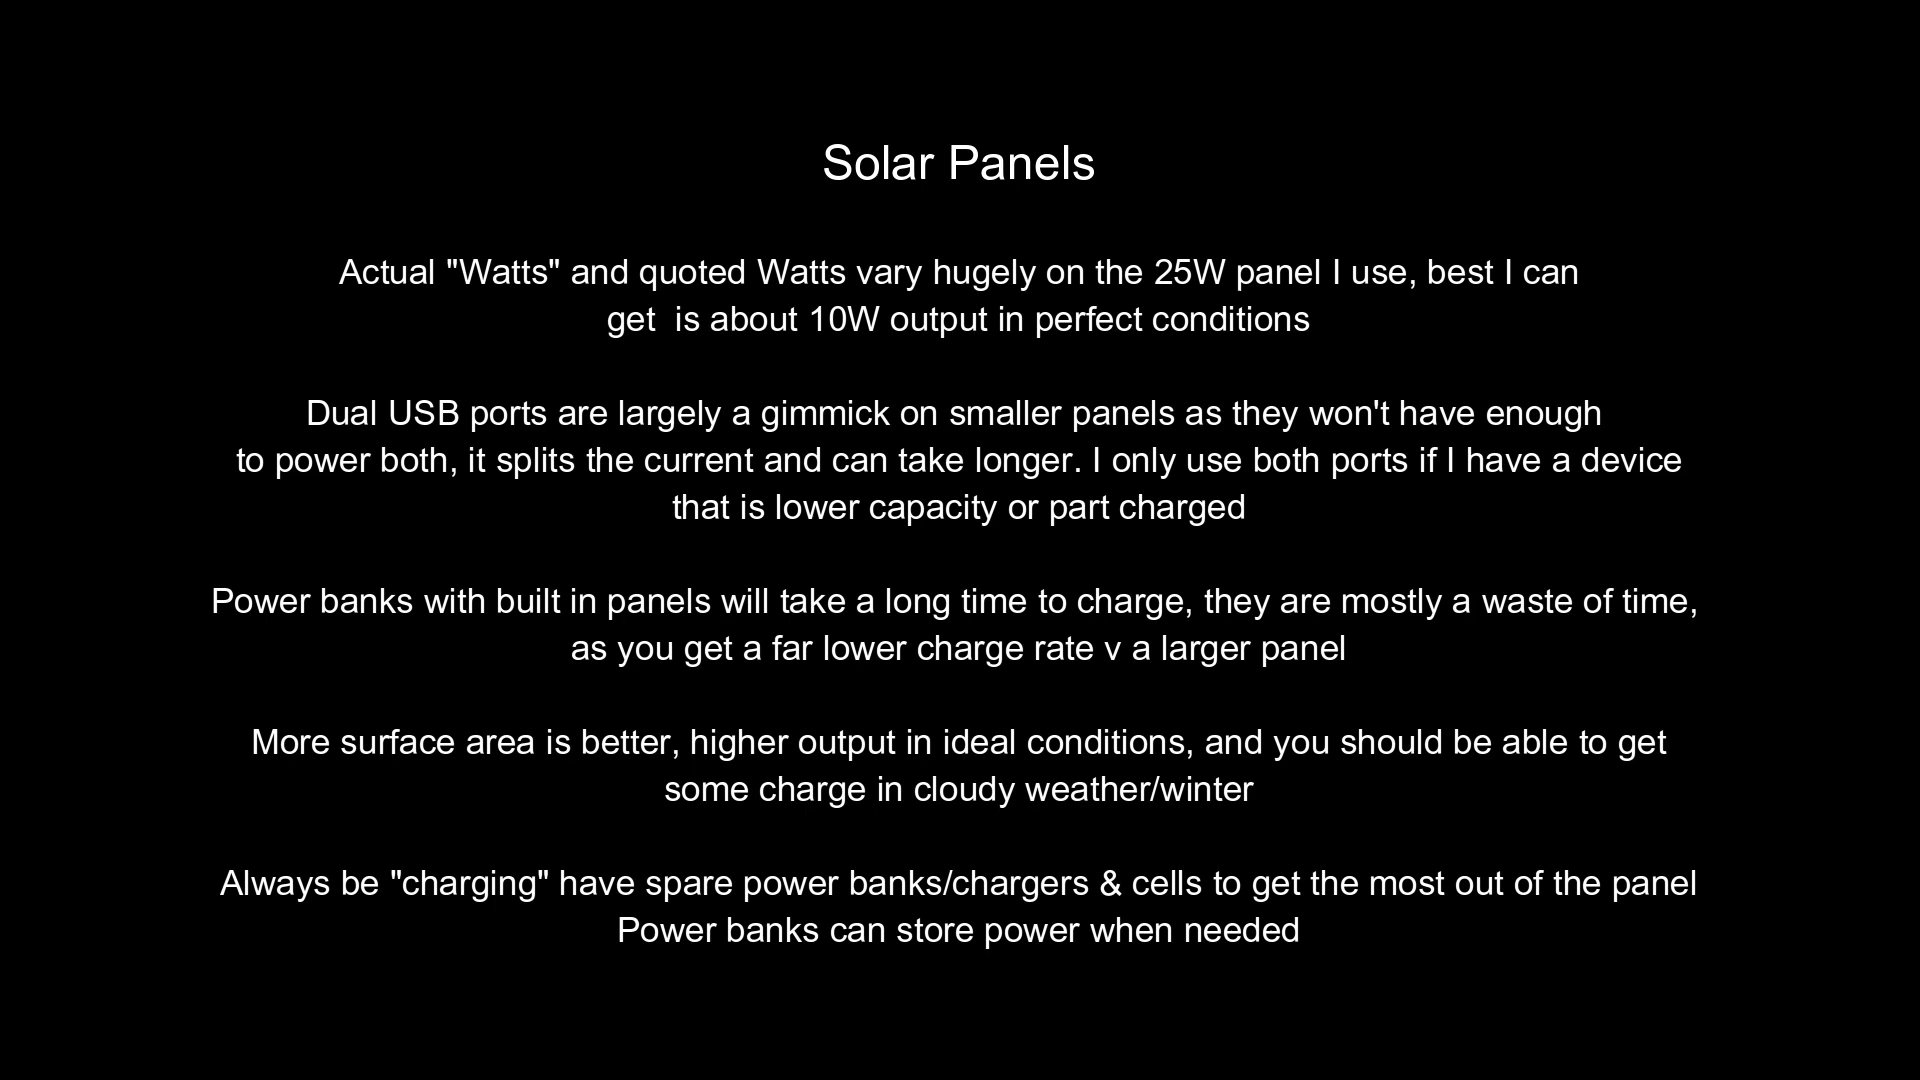 Solar Panels
Actual "Watts" and quoted Watts vary hugely on the 25W panel I use, best I can
get  is about 10W output in perfect conditions
Dual USB ports are largely a gimmick on smaller panels as they won't have enough
to power both, it splits the current and can take longer. I only use both ports if I have a device
that is lower capacity or part charged
Power banks with built in panels will take a long time to charge, they are mostly a waste of time,
as you get a far lower charge rate v a larger panel
More surface area is better, higher output in ideal conditions, and you should be able to get
some charge in cloudy weather/winter
Always be "charging" have spare power banks/chargers & cells to get the most out of the panel
Power banks can store power when needed